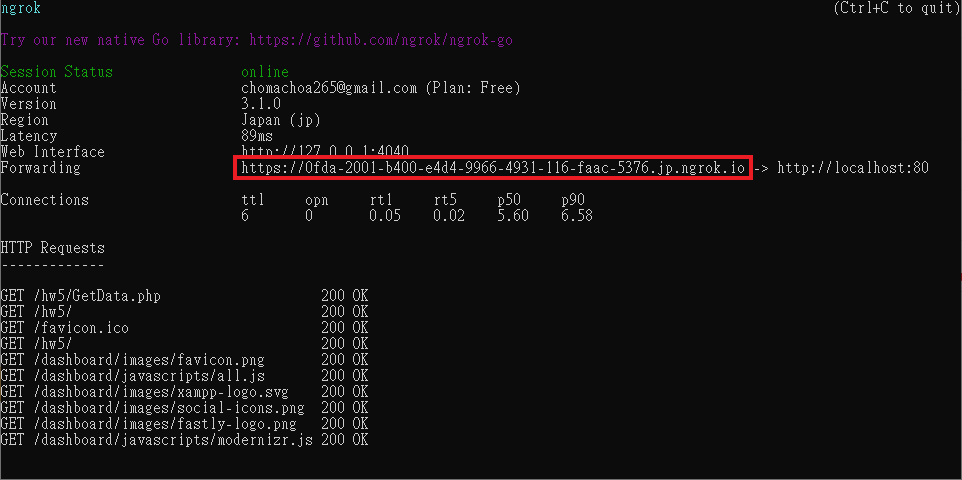 ngrok (Ctrl+C to quit)
Try our new native Go library: https://github.com/ngrok/ngrok-go
Session Status online
Account chomachoa265@gmail.com (Plan: Free)
Version 3.1.0
Region Japan (jp)
Latency 89ms
Web Interface http://127.0.0.1:4040
Forwarding https://0fda-2001-b400-e4d4-9966-4931-116-faac-5376.jp.ngrok.io -> http://localhost:80
Connections ttl opn rt1 rt5 p50 p90
6 0 0.05 0.02 5.60 6.58
HTTP Requests
-------------
GET /hw5/GetData.php 200 OK
GET /hw5/ 200 OK
GET /favicon.ico 200 OK
GET /hw5/ 200 OK
GET /dashboard/images/favicon.png 200 OK
GET /dashboard/javascripts/all.js 200 OK
GET /dashboard/images/xampp-logo.svg 200 OK
GET /dashboard/images/social-icons.png 200 OK
GET /dashboard/images/fastly-logo.png 200 OK
GET /dashboard/javascripts/modernizr.js 200 OK